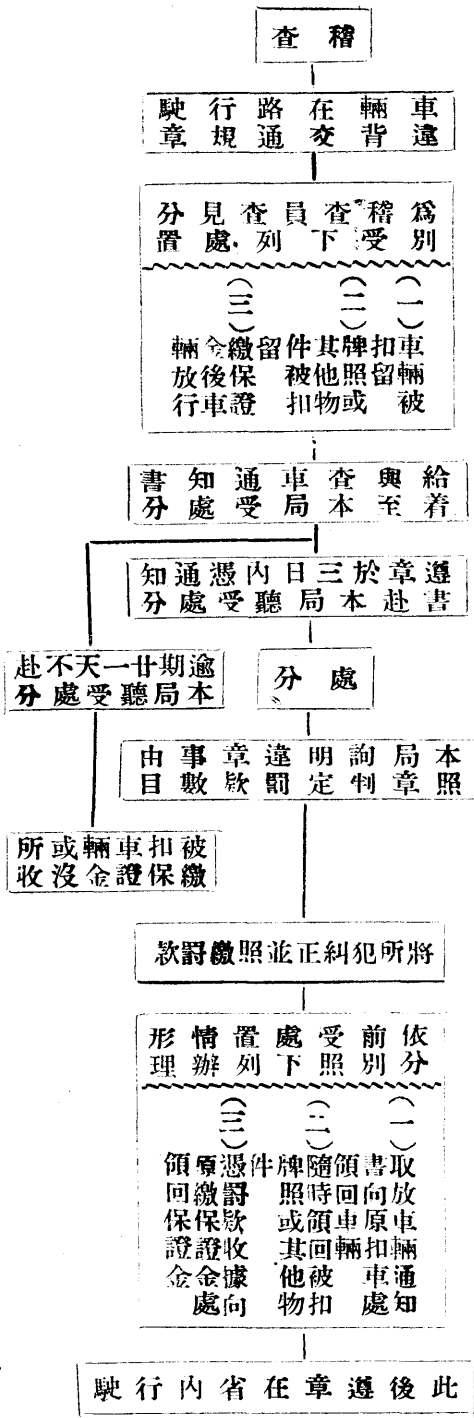 稽查
車輛在路行駛
違背交通規章
爲稽查員查見分
別受下列處置
（一）車輛被
扣留
（二）牌照或
其他物
件被扣
留
（三）繳保證
金後車
輛放行
給與查車通知書
着至本局受處分
遵章於三日內憑通知
書赴本局聽受處分
逾期廿一天不赴
本局聽受處分
處分
本局詢明違章事由
照章判定罰款數目
被扣車輛或所
繳保證金沒收
將所犯糾正並照繳罰款
依前受處置情形
分別照下列辦理
（一）取放車輛通知
書向原扣車處
領回車輛
（二）隨時領回被扣
牌照或其他物
件
（三）憑罰款收據向
原繳保證金處
領回保證金
此後遵章在省內行駛